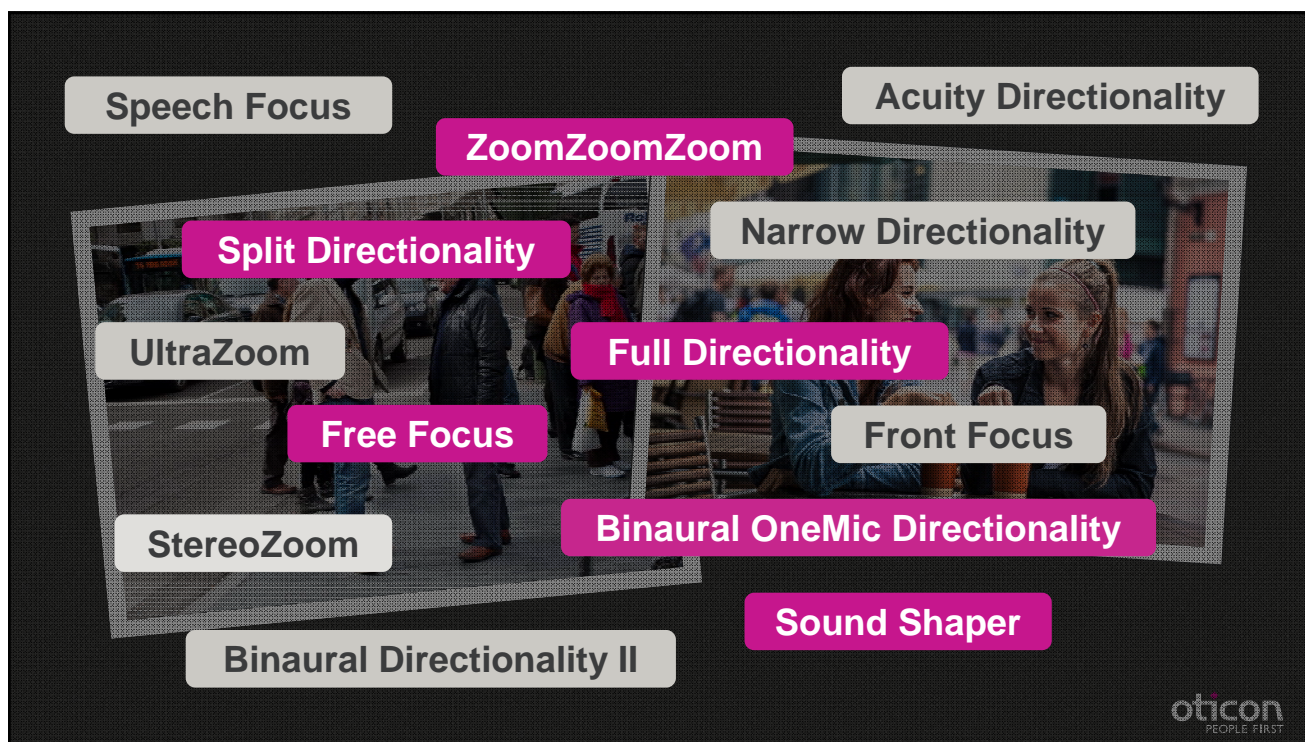 Speech Focus
Acuity Directionality
ZoomZoomZoom
Narrow Directionality
Split Directionality
UltraZoom
Full Directionality
Free Focus
Front Focus
StereoZoom
Binaural OneMic Directionality
Sound Shaper
Binaural Directionality II
oticon
PEOPLE FIRST